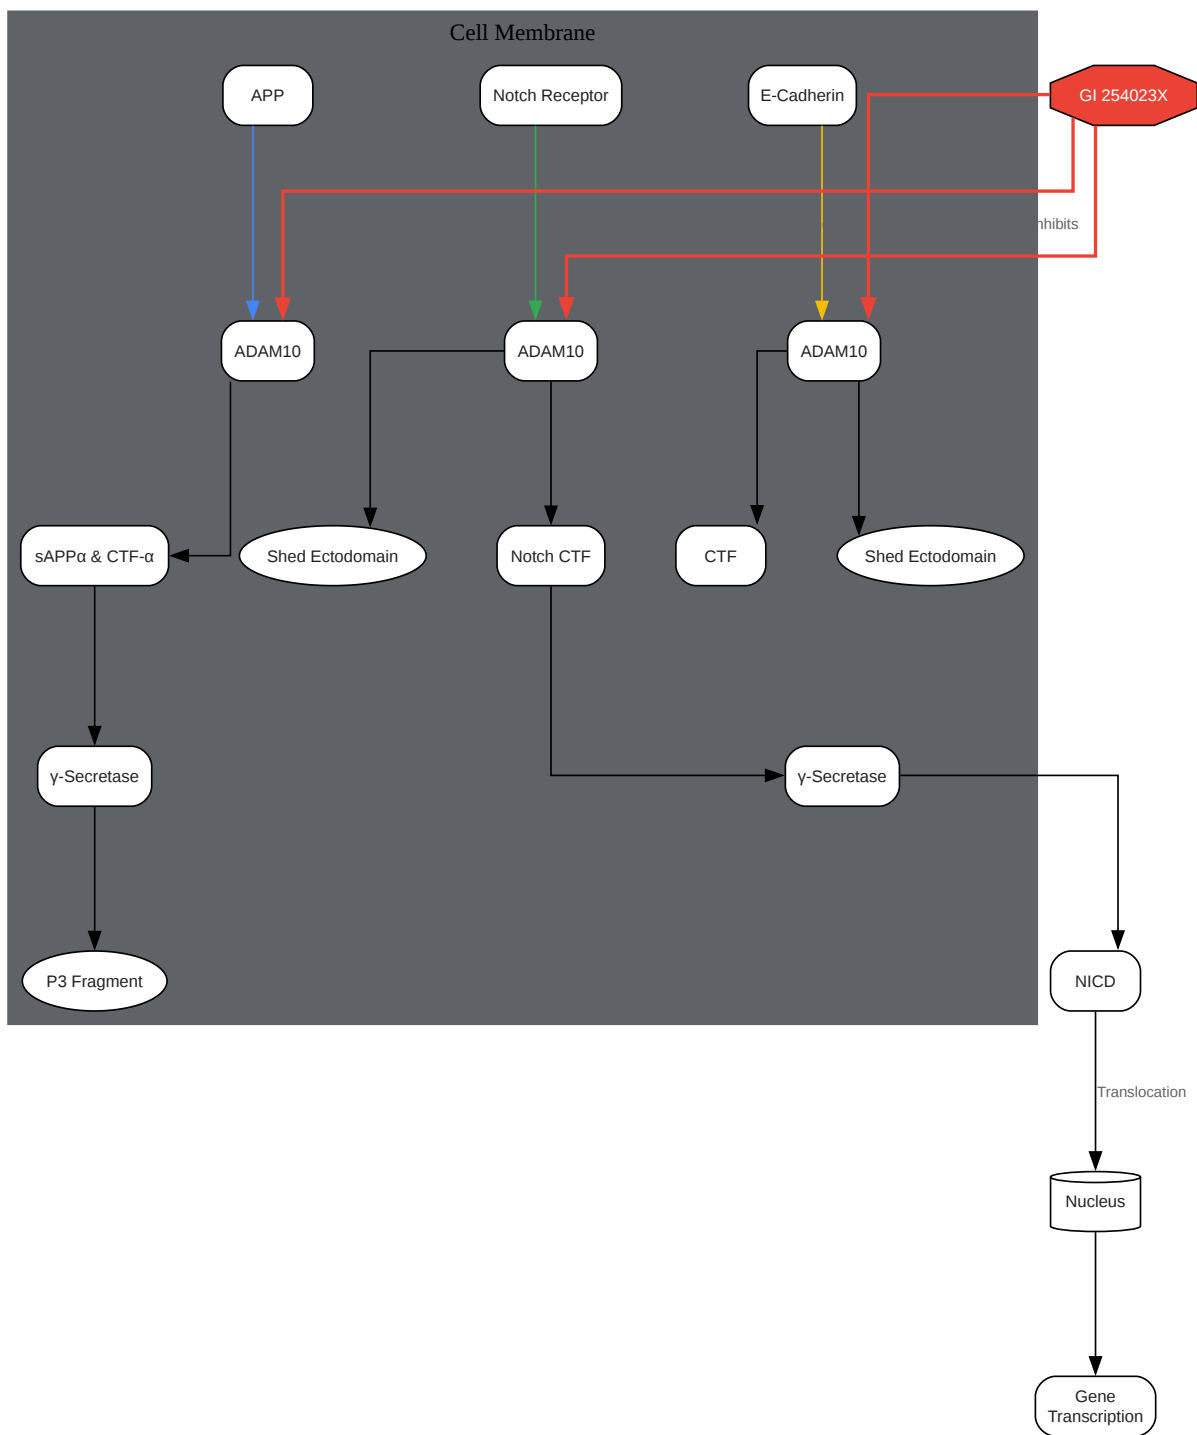 Cell Membrane
APP
Notch Receptor
E-Cadherin
GI 254023X
nhibits
ADAM10
ADAM10
ADAM10
sAPPα & CTF-α
Shed Ectodomain
Notch CTF
CTF
Shed Ectodomain
γ-Secretase
γ-Secretase
P3 Fragment
NICD
Translocation
Nucleus
Gene
Transcription